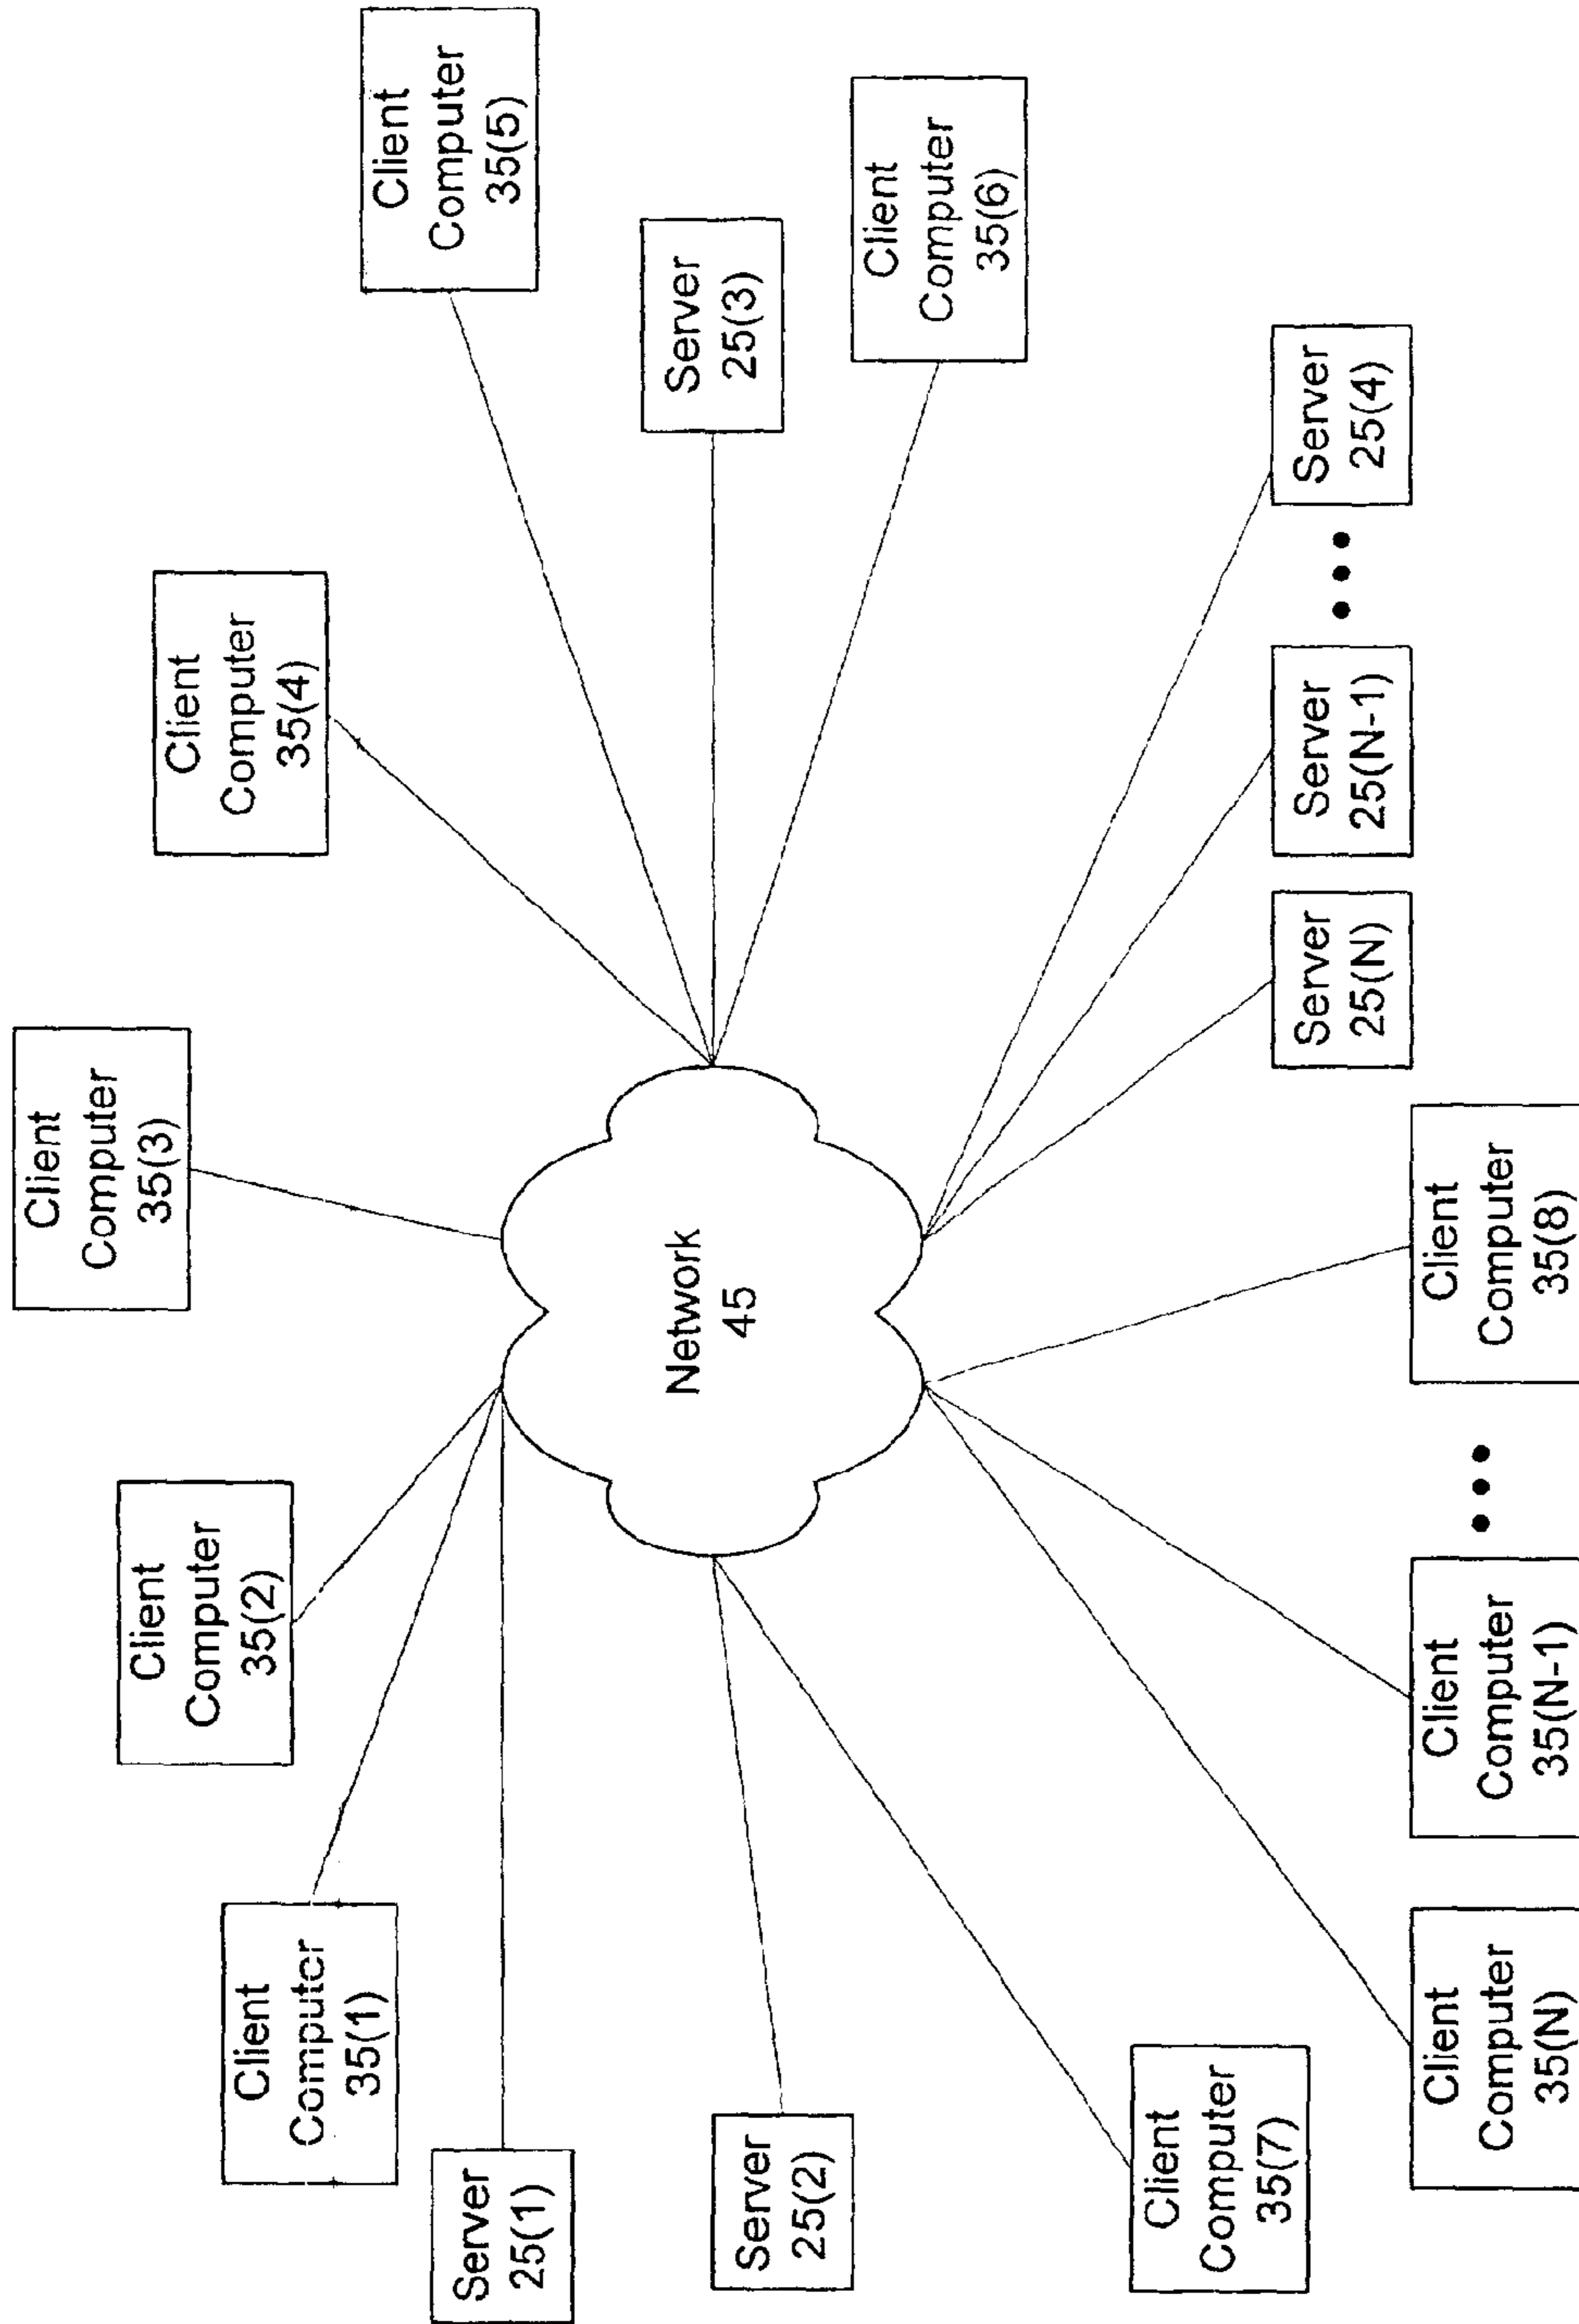 Client
Computer
35(3)
Client
Computer
35(2)
Client
Computer
35(4)
Client
Computer
35(1)
Client
Computer
35(5)
Server
25(1)
Server
25(3)
Network
45
Server
25(2)
Client
Computer
35(6)
Client
Computer
35(7)
Server
25(N)
Server
25(N-1)
Server
25(4)
Client
Computer
35(N)
Client
Computer
35(N-1)
Client
Computer
35(8)